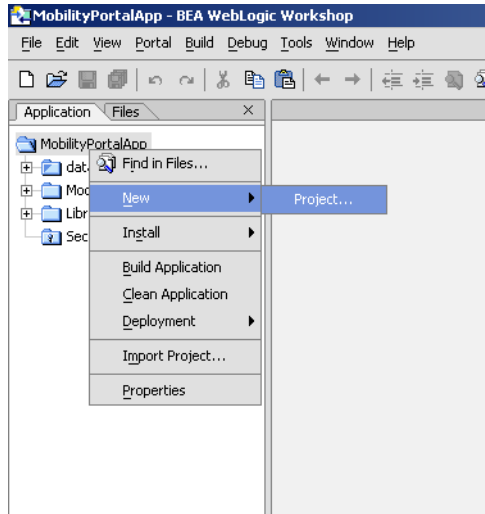 MobilityPortalApp - BEA WebLogic Workshop
File Edit View Portal Build Debug Tools Window Help
Application Files
MobilityPortalApp
Find in Files...
New
Project...
Install
Build Application
Clean Application
Deployment
Import Project...
Properties